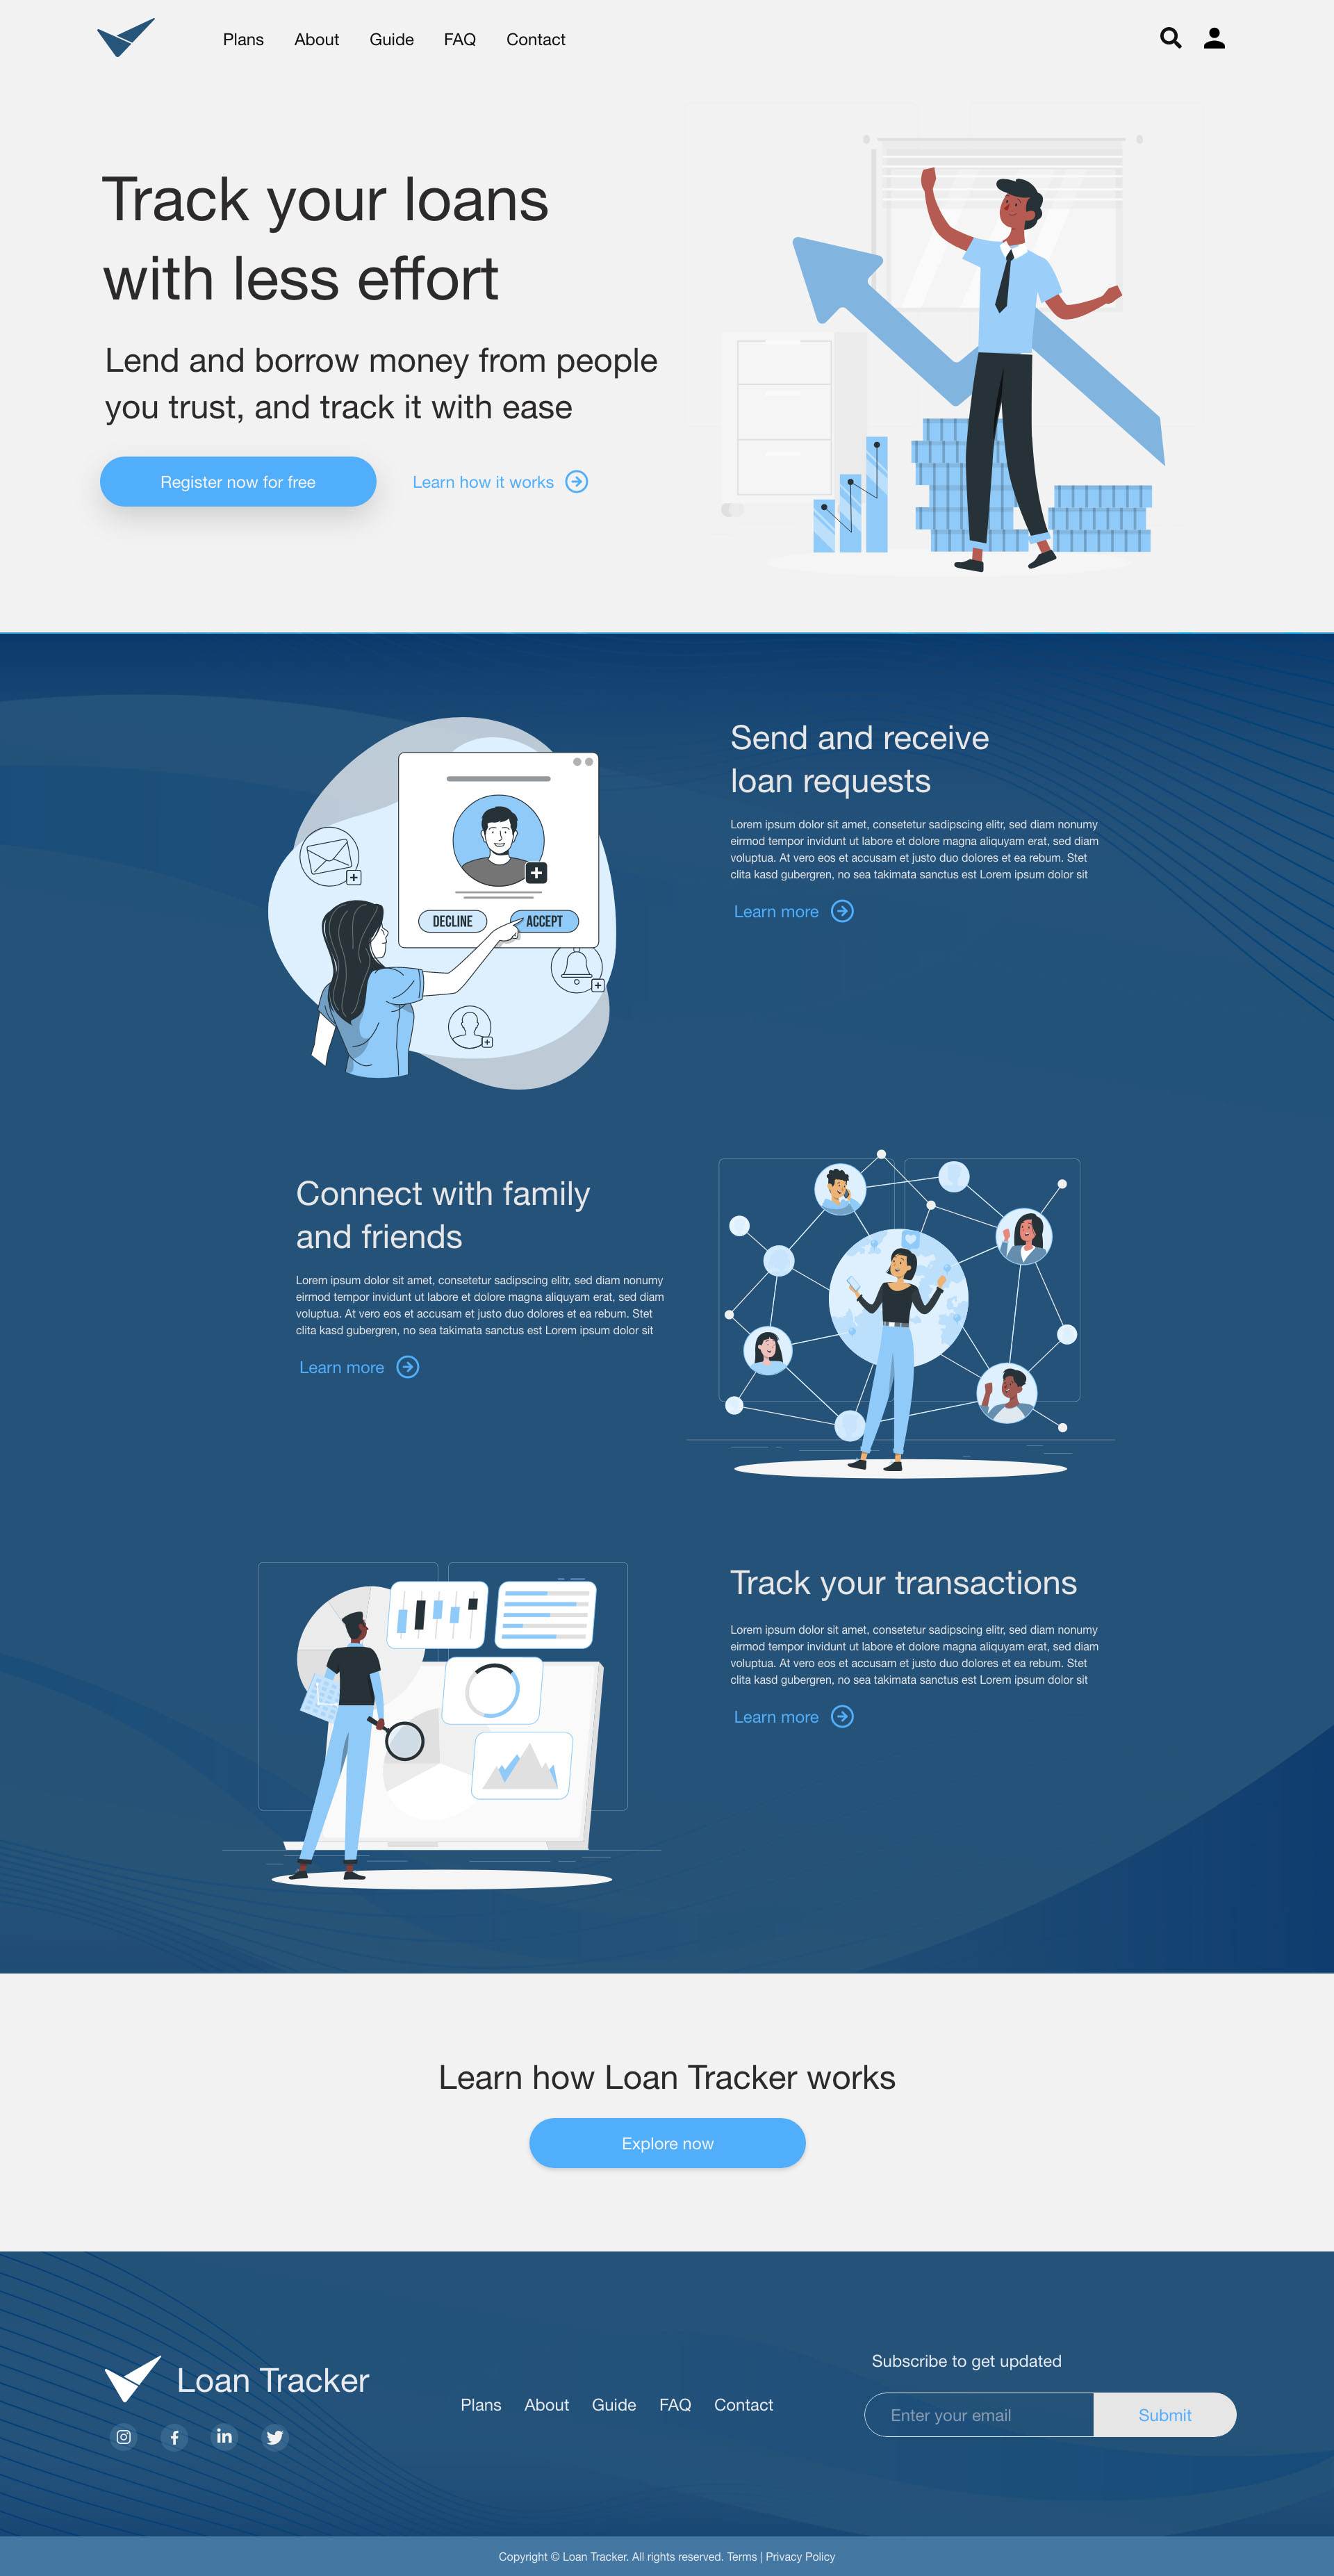 Plans About Guide FAQ Contact
Track your loans
with less effort
Lend and borrow money from people
you trust, and track it with ease
Register now for free
Learn how it works
Send and receive
loan requests
Lorem ipsum dolor sit amet, consetetur sadipscing elitr, sed diam nonumy
eirmod tempor invidunt ut labore et dolore magna aliquyam erat, sed diam
voluptua. At vero eos et accusam et justo duo dolores et ea rebum. Stet
clita kasd gubergren, no sea takimata sanctus est Lorem ipsum dolor sit
Learn more
DECLINE
ACCEPT
Connect with family
and friends
Lorem ipsum dolor sit amet, consetetur sadipscing elitr, sed diam nonumy
eirmod tempor invidunt ut labore et dolore magna aliquyam erat, sed diam
voluptua. At vero eos et accusam et justo duo dolores et ea rebum. Stet
clita kasd gubergren, no sea takimata sanctus est Lorem ipsum dolor sit
Learn more
Track your transactions
Lorem ipsum dolor sit amet, consetetur sadipscing elitr, sed diam nonumy
eirmod tempor invidunt ut labore et dolore magna aliquyam erat, sed diam
voluptua. At vero eos et accusam et justo duo dolores et ea rebum. Stet
clita kasd gubergren, no sea takimata sanctus est Lorem ipsum dolor sit
Learn more
Learn how Loan Tracker works
Explore now
Loan Tracker
Plans About Guide FAQ Contact
Subscribe to get updated
Enter your email
Submit
Copyright © Loan Tracker. All rights reserved. Terms | Privacy Policy